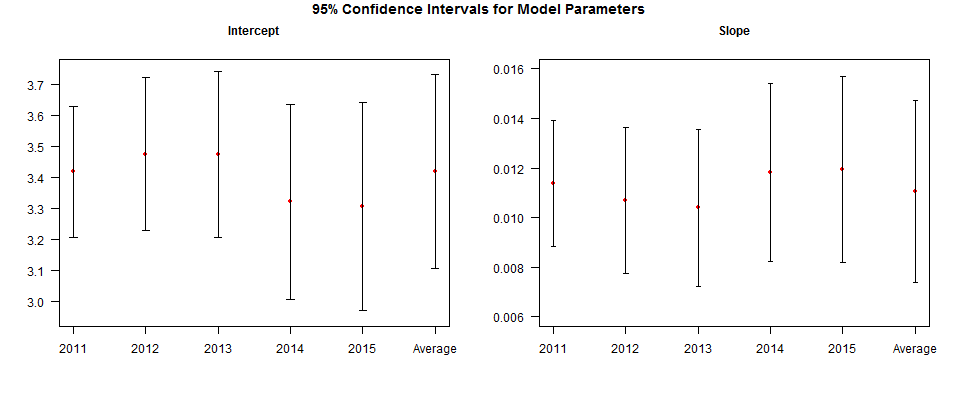 95% Confidence Intervals for Model Parameters
Intercept
3.7
3.6
3.5
3.4
3.3
3.2
3.1
3.0
2011 2012 2013 2014 2015 Average
Slope
0.016
0.014
0.012
0.010
0.008
0.006
2011 2012 2013 2014 2015 Average